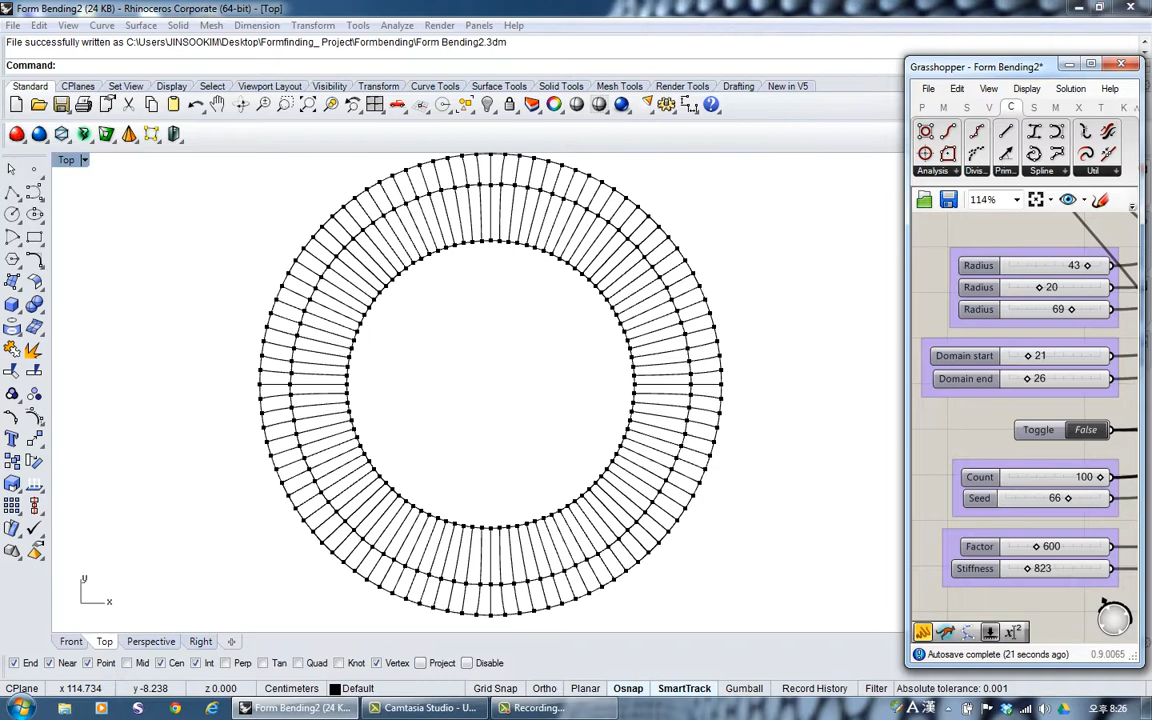 Form Bending2 (24 KB) - Rhinoceros Corporate (64-bit) - [Top]
File Edit View Curve Surface Solid Mesh Dimension Transform Tools Analyze Render Panels Help
File successfully written as C:\Users\JINSOOKIM\Desktop\Formfinding_ Project\Formbending\Form Bending2.3dm
Command:
Standard CPlanes Set View Display Select Viewport Layout Visibility Transform Curve Tools Surface Tools Solid Tools Mesh Tools Render Tools Drafting New in V5
Top
y
x
Front Top Perspective Right
End Near Point Mid Cen Int Perp Tan Quad Knot Vertex Project Disable
CPlane x 114.734 y -8.238 z 0.000 Centimeters Default Grid Snap Ortho Planar Osnap SmartTrack Gumball Record History Filter Absolute tolerance: 0.001
Grasshopper - Form Bending2*
File Edit View Display Solution Help
P M S V C S M X T K
Analysis Divis... Prim... Spline Util
114%
Radius 43
Radius 20
Radius 69
Domain start 21
Domain end 26
Toggle False
Count 100
Seed 66
Factor 600
Stiffness 823
Autosave complete (21 seconds ago) 0.9.0065
Form Bending2 (24 K... Camtasia Studio - U... Recording...
A 漢 오후 8:26